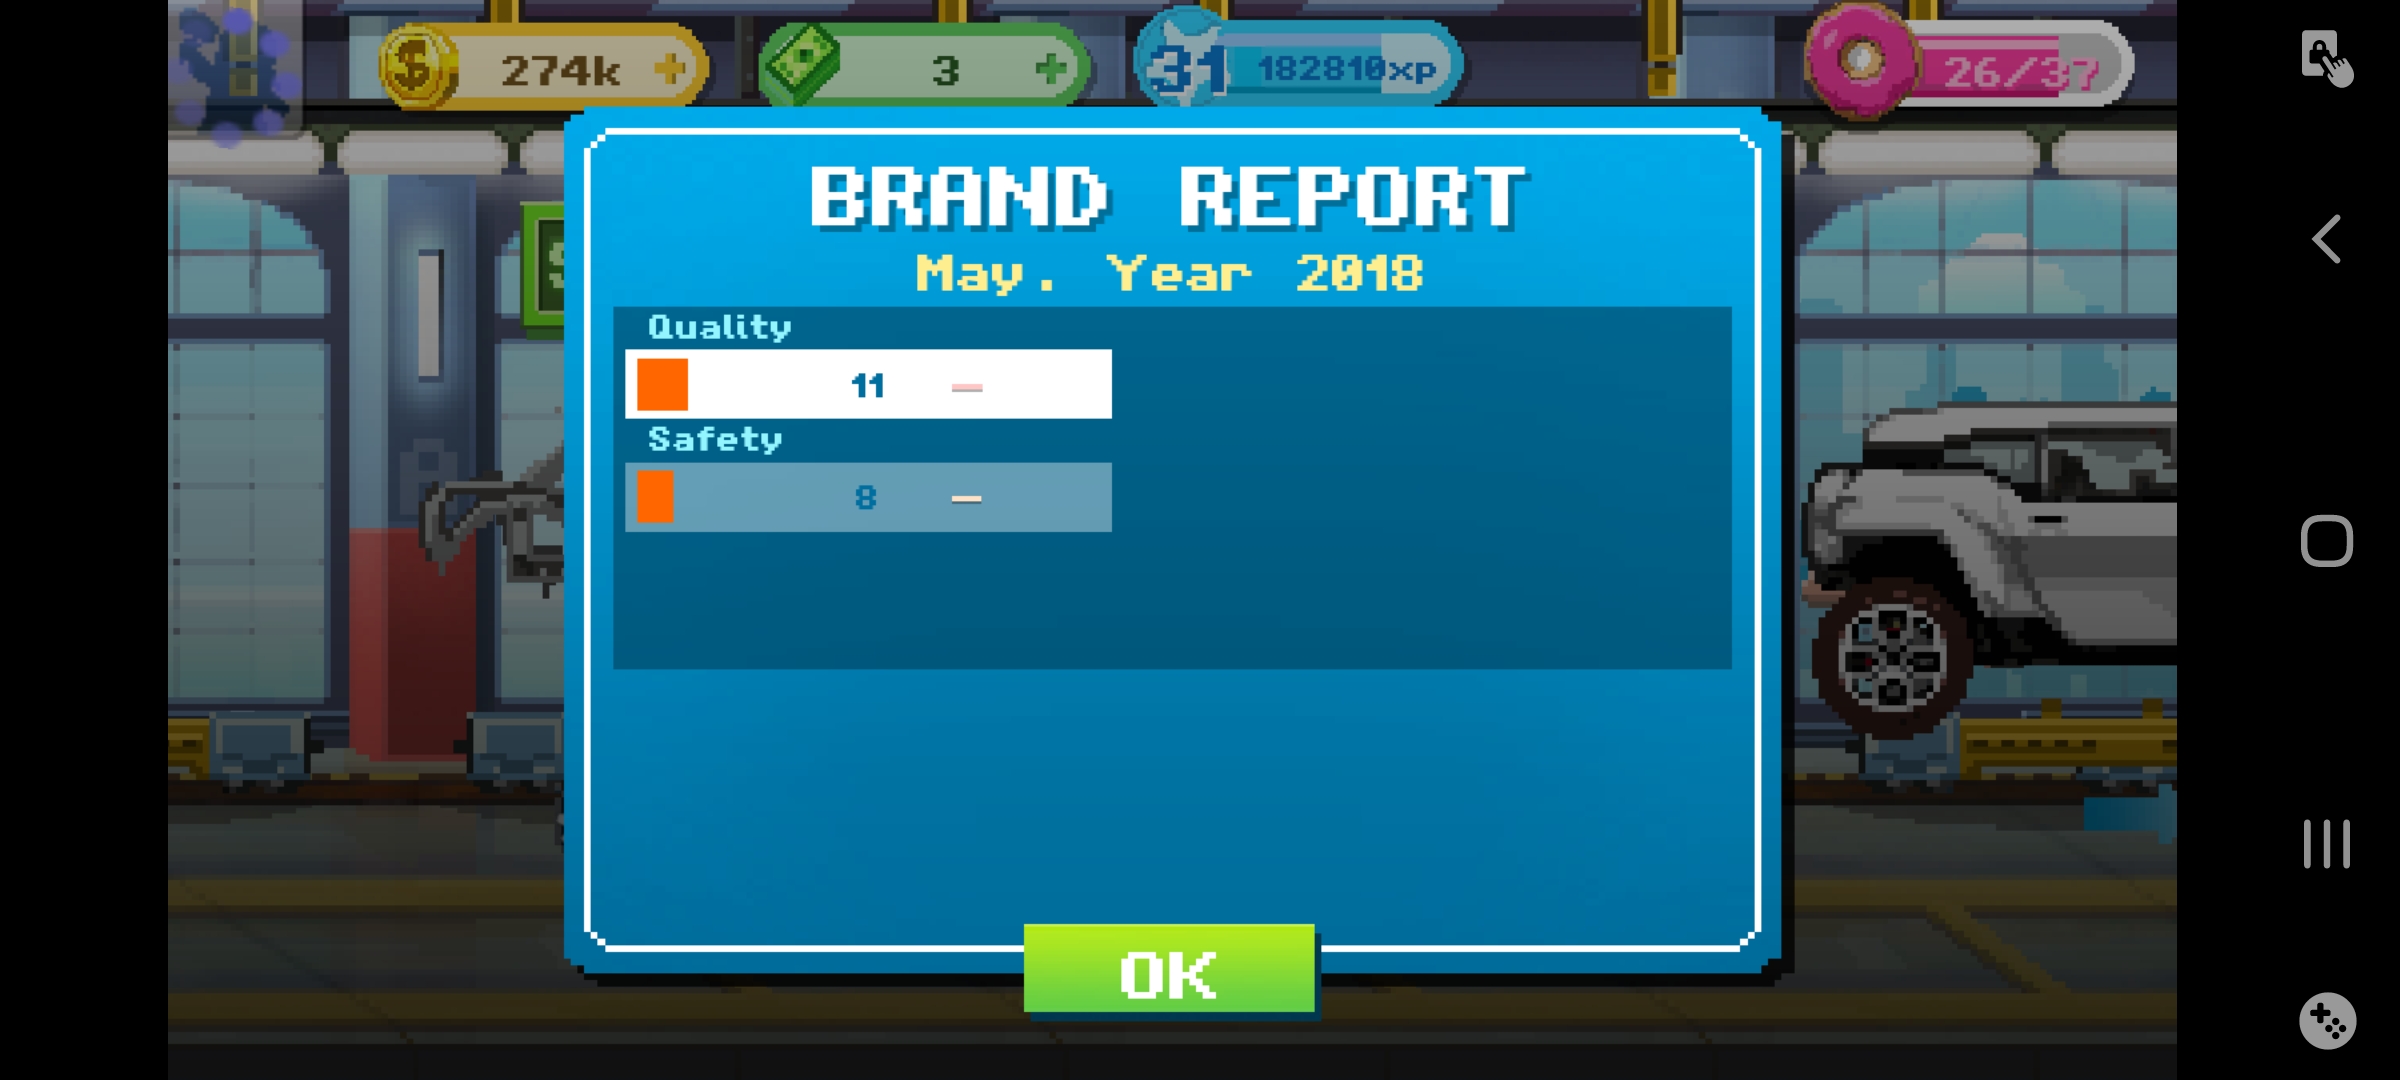 274k +
3 +
31 182810xp
26/37
BRAND REPORT
May. Year 2018
Quality
11 —
Safety
8 —
OK